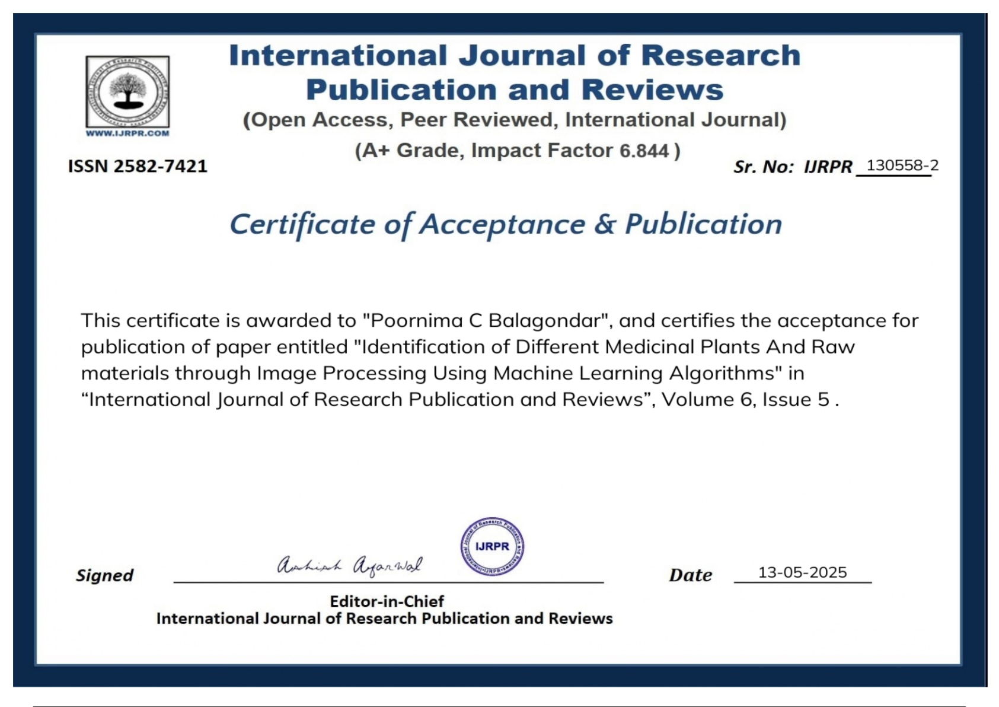 International Journal of Research
Publication and Reviews
(Open Access, Peer Reviewed, International Journal)
(A+ Grade, Impact Factor 6.844 )
WWW.IJRPR.COM
ISSN 2582-7421
Sr. No: IJRPR 130558-2
Certificate of Acceptance & Publication
This certificate is awarded to "Poornima C Balagondar", and certifies the acceptance for
publication of paper entitled "Identification of Different Medicinal Plants And Raw
materials through Image Processing Using Machine Learning Algorithms" in
“International Journal of Research Publication and Reviews”, Volume 6, Issue 5 .
IJRPR
Signed Ashish Agarwal
Date 13-05-2025
Editor-in-Chief
International Journal of Research Publication and Reviews